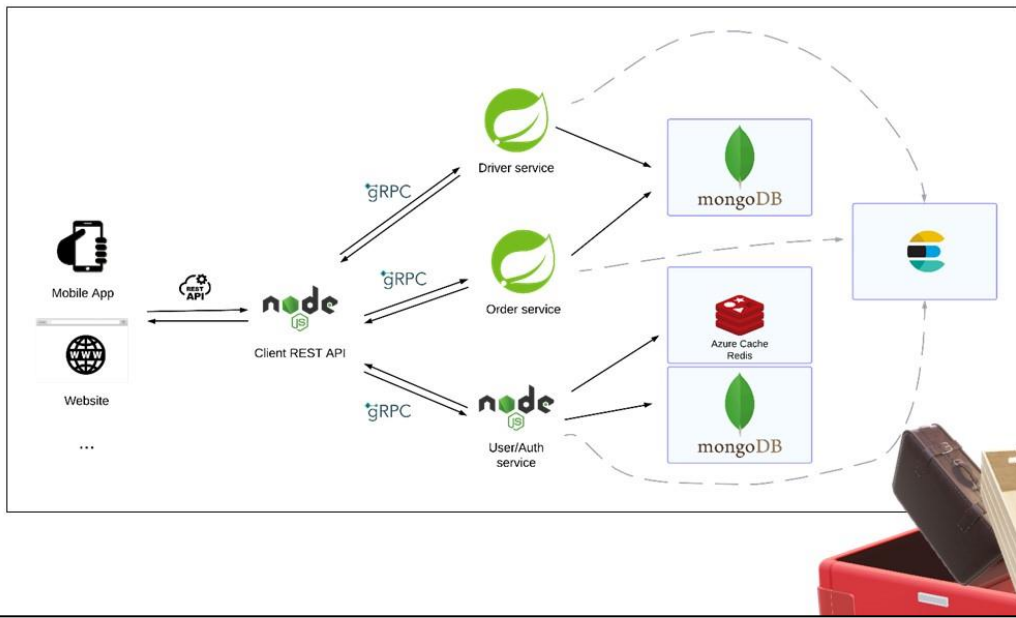 Driver service
mongoDB
gRPC
Mobile App
REST
API
gRPC
Order service
node
JS
Client REST API
Azure Cache
Redis
WWW
Website
...
gRPC
node
JS
User/Auth
service
mongoDB